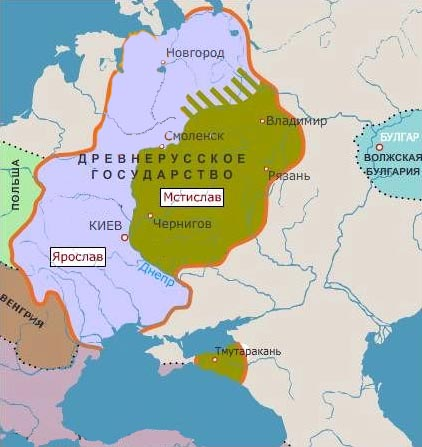 Новгород
Смоленск
Владимир
БУЛГАР
ВОЛЖСКАЯ
БУЛГАРИЯ
ДРЕВНЕРУССКОЕ
ГОСУДАРСТВО
Рязань
ПОЛЬША
Мстислав
Чернигов
КИЕВ
Ярослав
Днепр
ВЕНГРИЯ
Тмутаракань